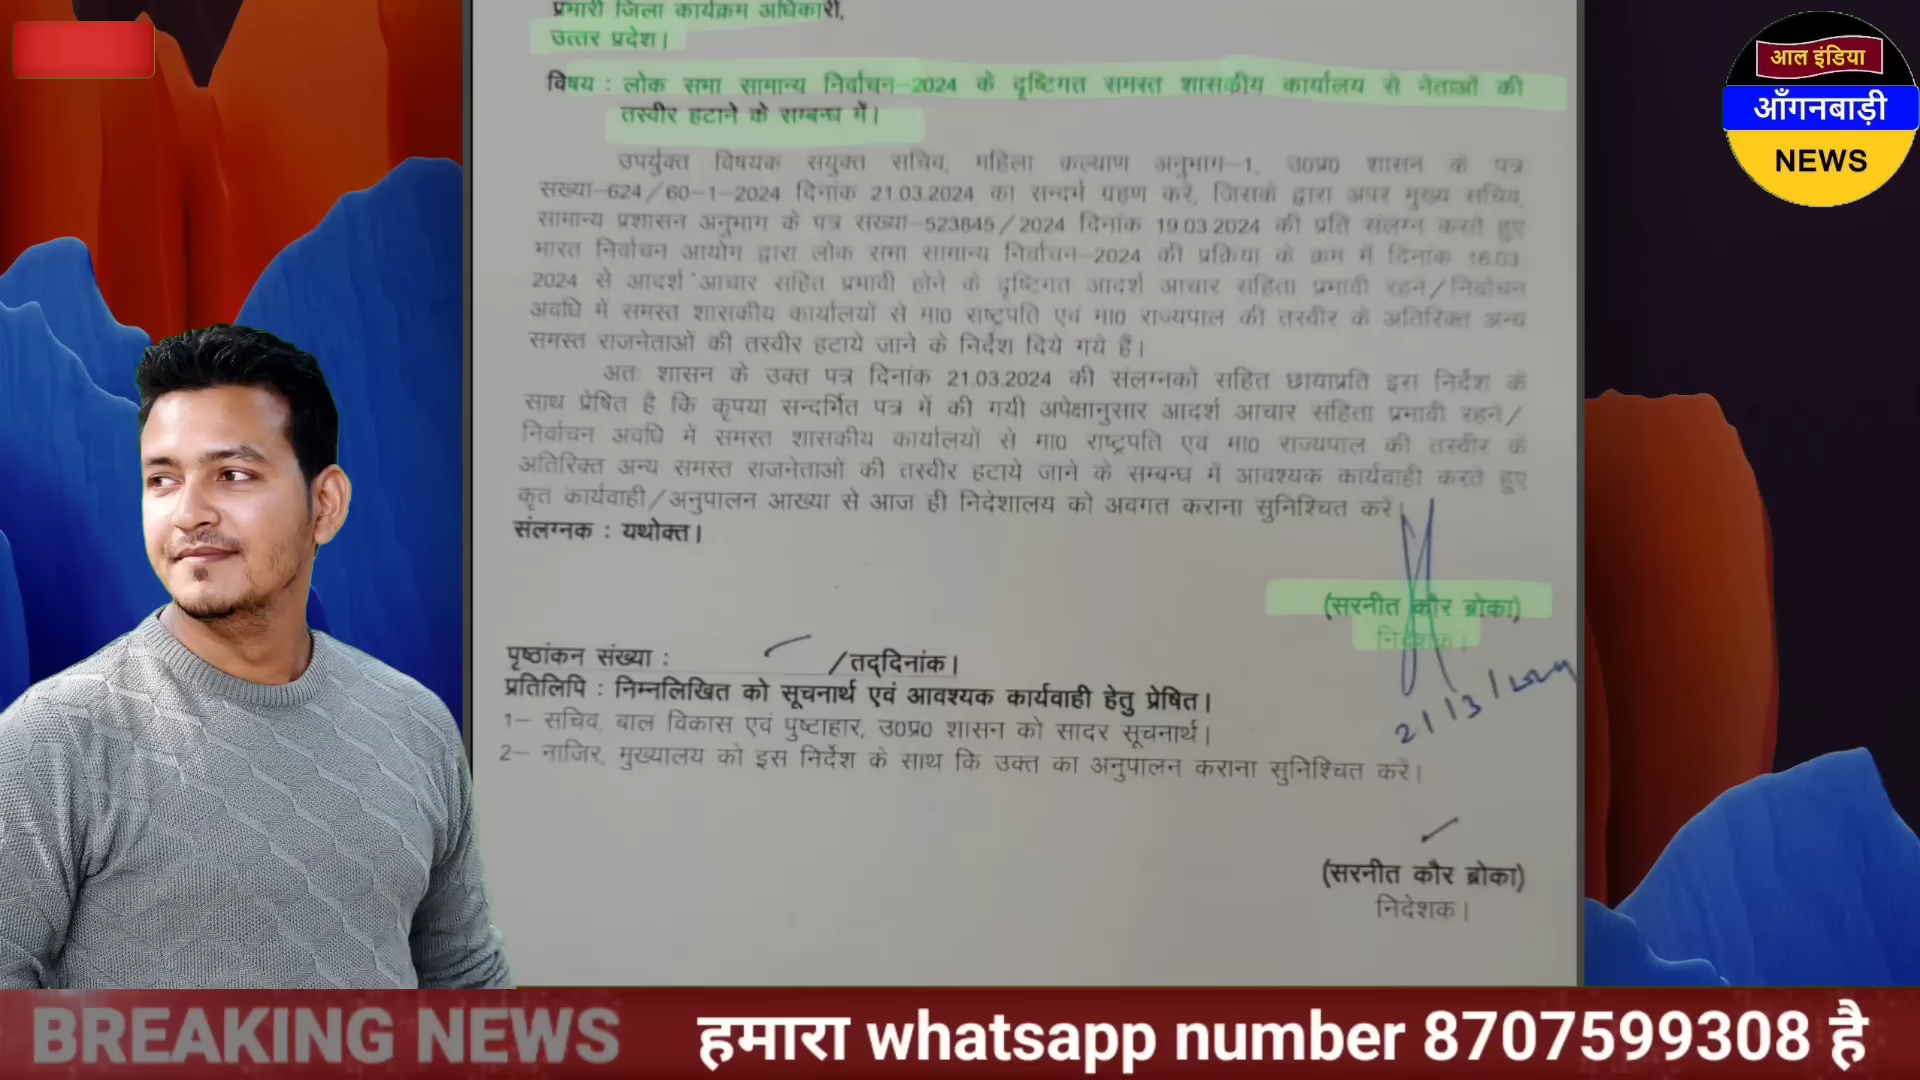 प्रभारी जिला कार्यक्रम अधिकारी,
उत्तर प्रदेश।
विषय : लोक सभा सामान्य निर्वाचन-2024 के दृष्टिगत समस्त शासकीय कार्यालय से नेताओं की
तस्वीर हटाने के सम्बन्ध में।
उपर्युक्त विषयक संयुक्त सचिव, महिला कल्याण अनुभाग-1, उ0प्र0 शासन के पत्र
संख्या-624/60-1-2024 दिनांक 21.03.2024 का सन्दर्भ ग्रहण करें, जिसके द्वारा अपर मुख्य सचिव,
सामान्य प्रशासन अनुभाग के पत्र संख्या-523845/2024 दिनांक 19.03.2024 की प्रति संलग्न करते हुए
भारत निर्वाचन आयोग द्वारा लोक सभा सामान्य निर्वाचन-2024 की प्रक्रिया के क्रम में दिनांक 16.03.
2024 से आदर्श आचार संहिता प्रभावी होने के दृष्टिगत आदर्श आचार संहिता प्रभावी रहने/निर्वाचन
अवधि में समस्त शासकीय कार्यालयों से मा0 राष्ट्रपति एवं मा0 राज्यपाल की तस्वीर के अतिरिक्त अन्य
समस्त राजनेताओं की तस्वीर हटाये जाने के निर्देश दिये गये हैं।
अतः शासन के उक्त पत्र दिनांक 21.03.2024 की संलग्नकों सहित छायाप्रति इस निर्देश के
साथ प्रेषित है कि कृपया सन्दर्भित पत्र में की गयी अपेक्षानुसार आदर्श आचार संहिता प्रभावी रहने/
निर्वाचन अवधि में समस्त शासकीय कार्यालयों से मा0 राष्ट्रपति एवं मा0 राज्यपाल की तस्वीर के
अतिरिक्त अन्य समस्त राजनेताओं की तस्वीर हटाये जाने के सम्बन्ध में आवश्यक कार्यवाही करते हुए
कृत कार्यवाही/अनुपालन आख्या से आज ही निदेशालय को अवगत कराना सुनिश्चित करें।
संलग्नक : यथोक्त।
(सरनीत कौर ब्रोका)
निदेशक।
21/3/2024
पृष्ठांकन संख्या : /तद्दिनांक।
प्रतिलिपि : निम्नलिखित को सूचनार्थ एवं आवश्यक कार्यवाही हेतु प्रेषित।
1- सचिव, बाल विकास एवं पुष्टाहार, उ0प्र0 शासन को सादर सूचनार्थ।
2- नाजिर, मुख्यालय को इस निर्देश के साथ कि उक्त का अनुपालन कराना सुनिश्चित करें।
(सरनीत कौर ब्रोका)
निदेशक।
आल इंडिया
आँगनबाड़ी
NEWS
BREAKING NEWS
हमारा whatsapp number 8707599308 है